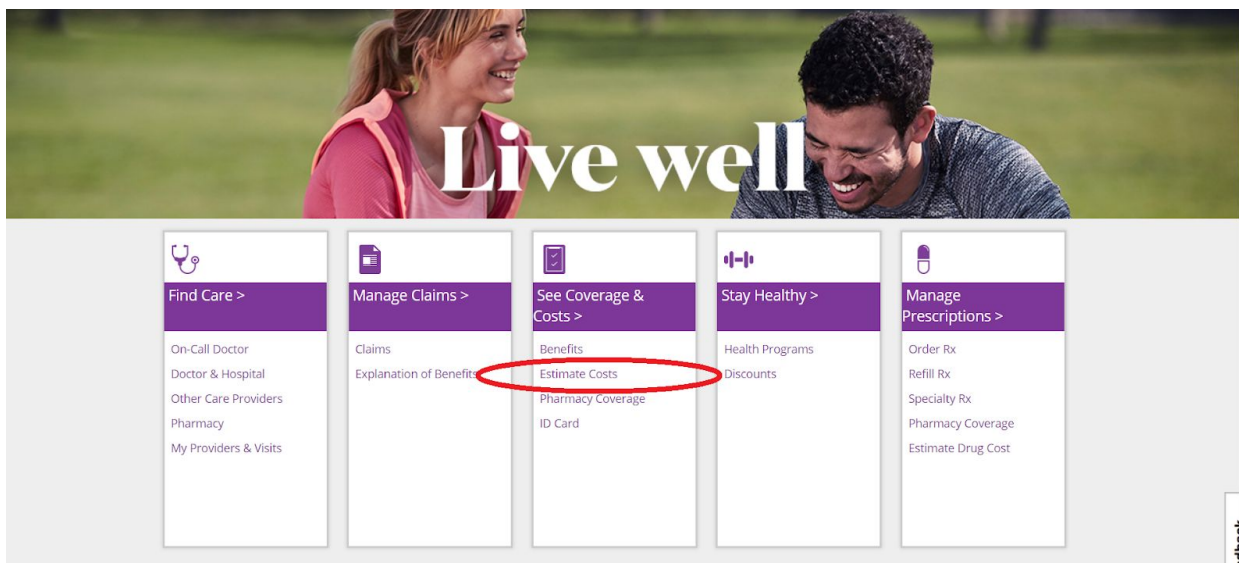 Live well
Find Care >
On-Call Doctor
Doctor & Hospital
Other Care Providers
Pharmacy
My Providers & Visits
Manage Claims >
Claims
Explanation of Benefits
See Coverage &
Costs >
Benefits
Estimate Costs
Pharmacy Coverage
ID Card
Stay Healthy >
Health Programs
Discounts
Manage
Prescriptions >
Order Rx
Refill Rx
Specialty Rx
Pharmacy Coverage
Estimate Drug Cost